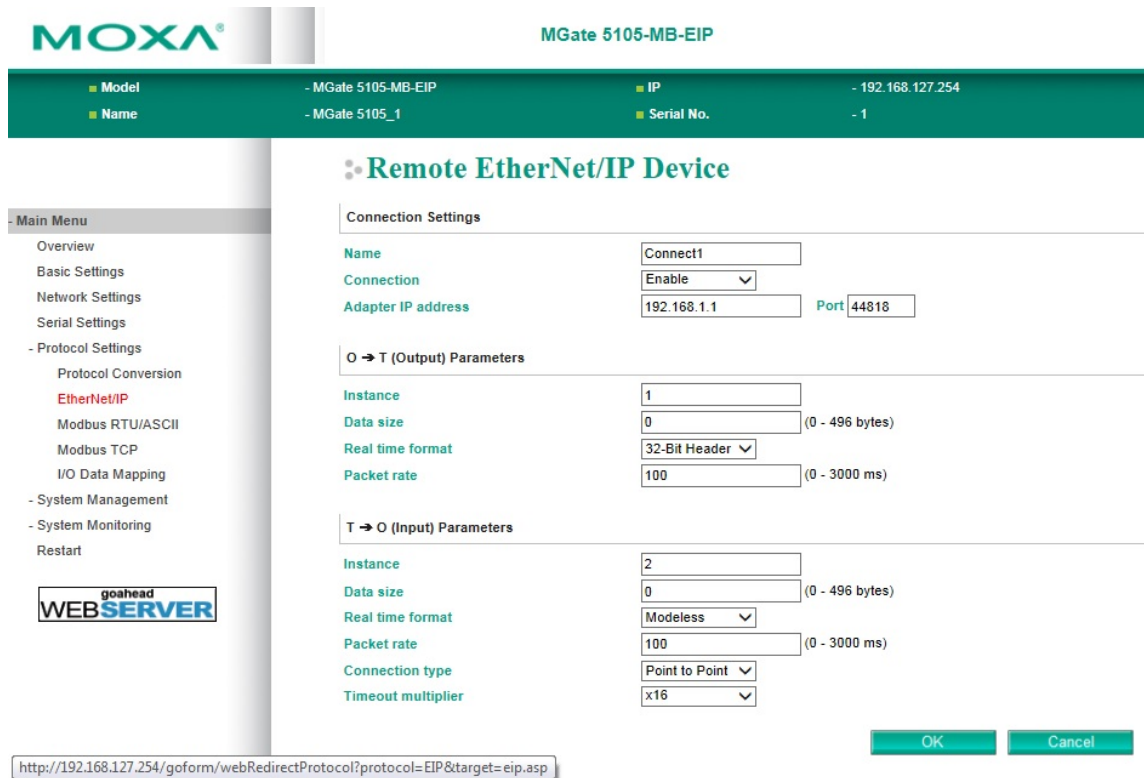 MOXA®
MGate 5105-MB-EIP
Model - MGate 5105-MB-EIP IP - 192.168.127.254
Name - MGate 5105_1 Serial No. - 1
Remote EtherNet/IP Device
- Main Menu
Overview
Basic Settings
Network Settings
Serial Settings
- Protocol Settings
Protocol Conversion
EtherNet/IP
Modbus RTU/ASCII
Modbus TCP
I/O Data Mapping
- System Management
- System Monitoring
Restart
goahead
WEBSERVER
Connection Settings
Name Connect1
Connection Enable
Adapter IP address 192.168.1.1 Port 44818
O ➔ T (Output) Parameters
Instance 1
Data size 0 (0 - 496 bytes)
Real time format 32-Bit Header
Packet rate 100 (0 - 3000 ms)
T ➔ O (Input) Parameters
Instance 2
Data size 0 (0 - 496 bytes)
Real time format Modeless
Packet rate 100 (0 - 3000 ms)
Connection type Point to Point
Timeout multiplier x16
OK Cancel
http://192.168.127.254/goform/webRedirectProtocol?protocol=EIP&target=eip.asp